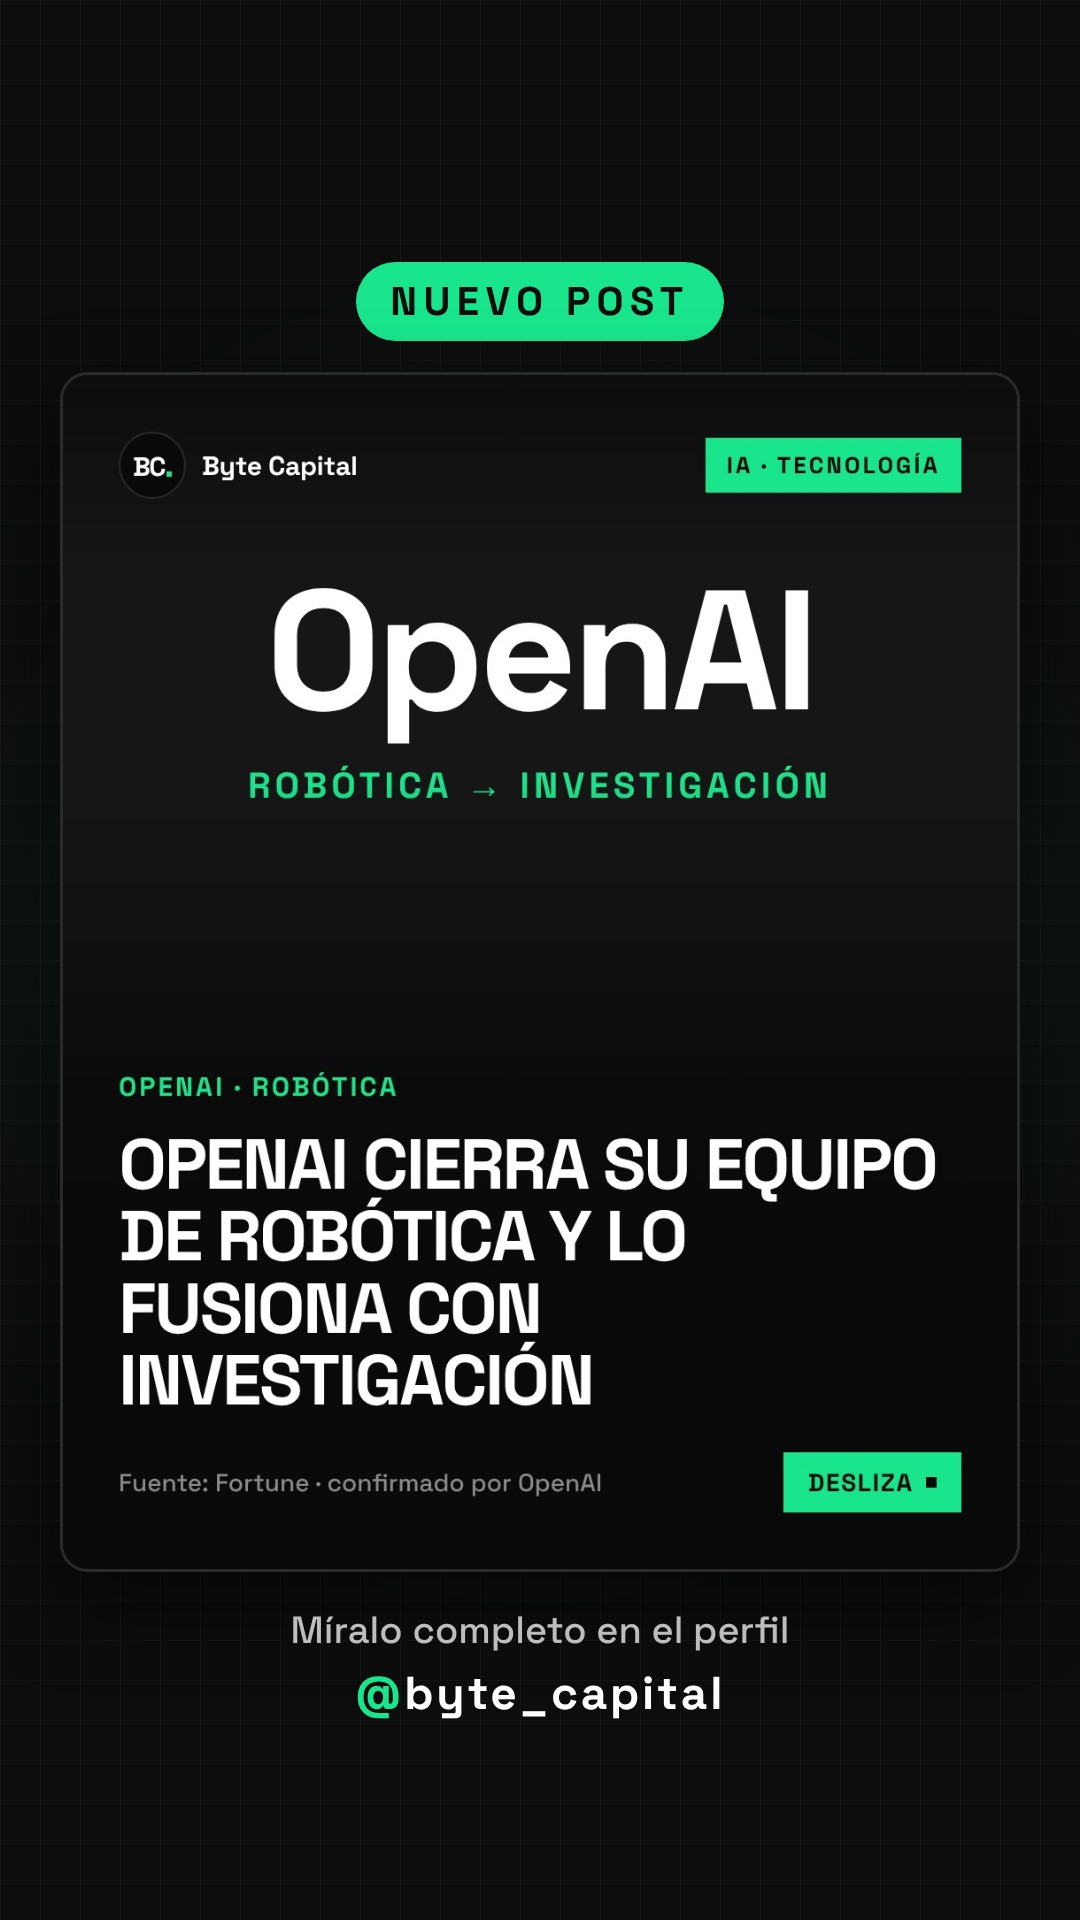 NUEVO POST
BC.
Byte Capital
IA · TECNOLOGÍA
OpenAI
ROBÓTICA → INVESTIGACIÓN
OPENAI · ROBÓTICA
OPENAI CIERRA SU EQUIPO
DE ROBÓTICA Y LO
FUSIONA CON
INVESTIGACIÓN
Fuente: Fortune · confirmado por OpenAI
DESLIZA ▪
Míralo completo en el perfil
@byte_capital